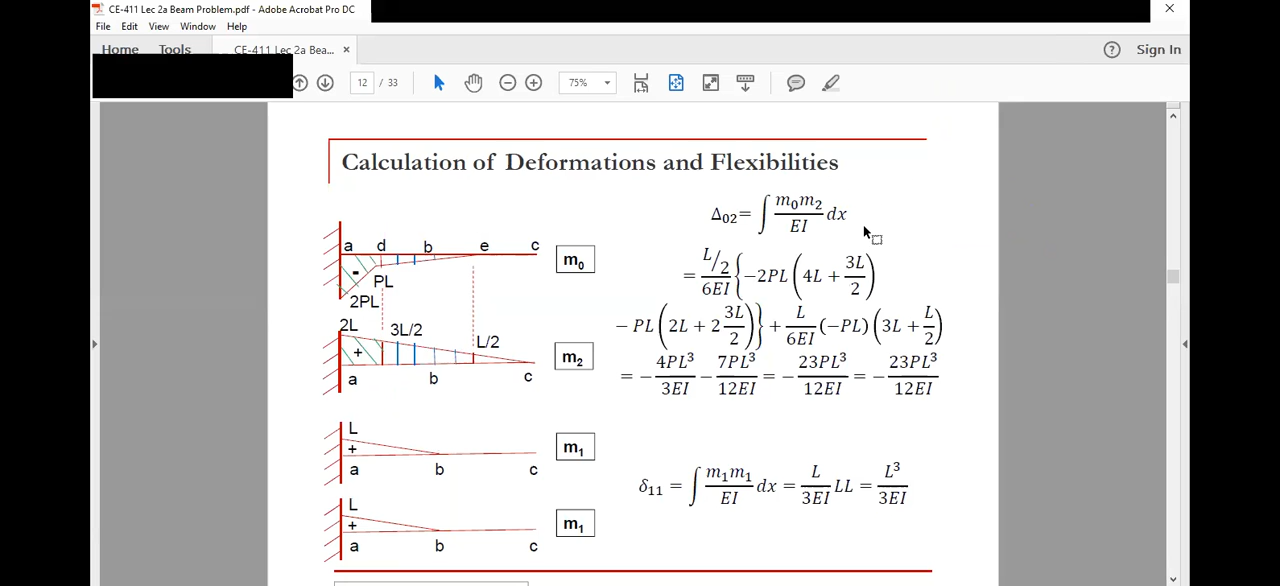 CE-411 Lec 2a Beam Problem.pdf - Adobe Acrobat Pro DC
File Edit View Window Help
Home Tools CE-411 Lec 2a Bea... × Sign In
12 / 33 75%
Calculation of Deformations and Flexibilities
a d b e c m₀
-
PL
2PL
2L 3L/2 L/2
+ m₂
a b c
L
+ m₁
a b c
L
+ m₁
a b c
Δ₀₂= ∫ m₀m₂/EI dx
= (L/2)/6EI {−2PL (4L + 3L/2)
− PL (2L + 2 3L/2)} + L/6EI (−PL) (3L + L/2)
= − 4PL³/3EI − 7PL³/12EI = − 23PL³/12EI = − 23PL³/12EI
δ₁₁ = ∫ m₁m₁/EI dx = L/3EI LL = L³/3EI